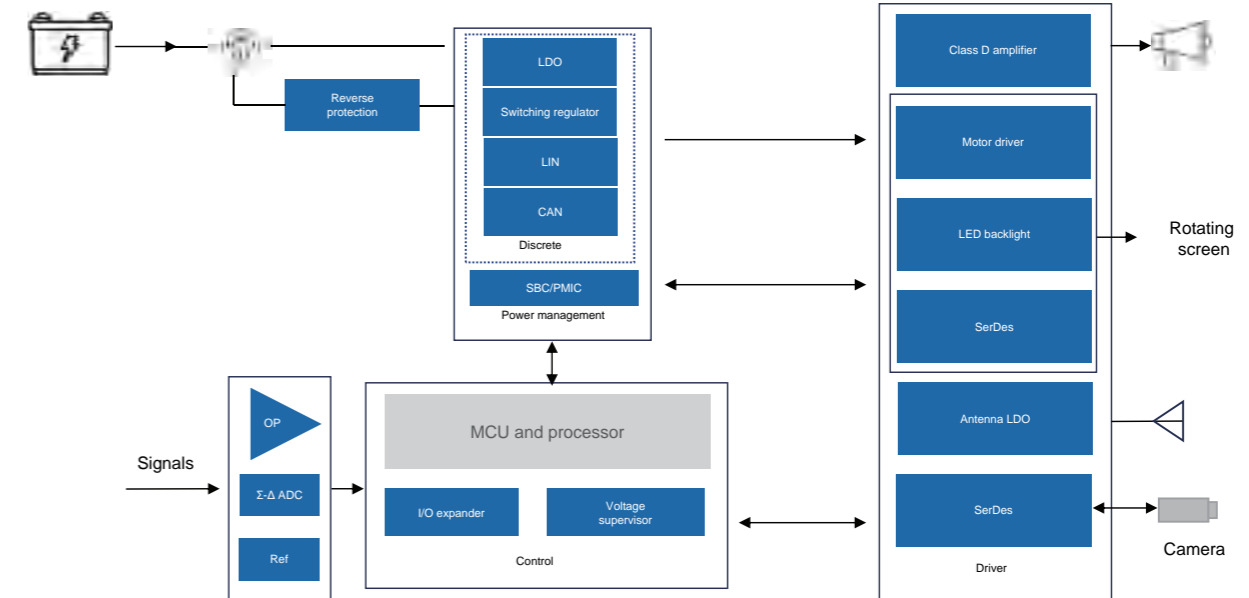 LDO
Switching regulator
LIN
CAN
Discrete
SBC/PMIC
Power management
Reverse
protection
Class D amplifier
Motor driver
LED backlight
SerDes
Rotating
screen
Antenna LDO
SerDes
Camera
Driver
Signals
OP
Σ-Δ ADC
Ref
MCU and processor
I/O expander
Voltage
supervisor
Control